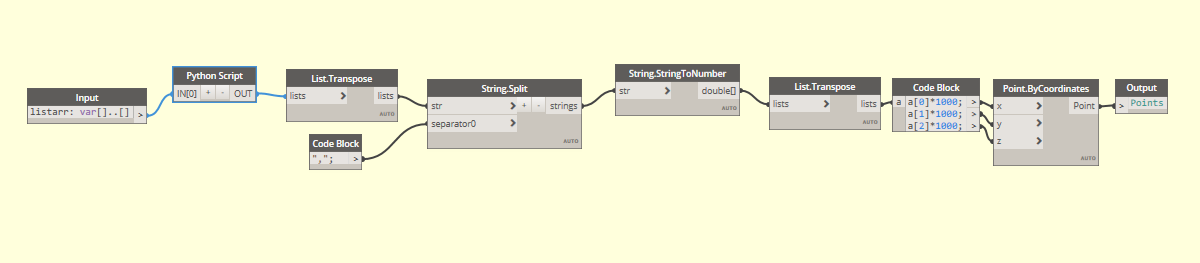 Input
listarr: var[]..[]
>
Python Script
IN[0] + - OUT
List.Transpose
lists > lists
AUTO
Code Block
",";
>
String.Split
str > + - strings
separator0 >
AUTO
String.StringToNumber
str > double[]
AUTO
List.Transpose
lists > lists
AUTO
Code Block
a a[0]*1000; >
a[1]*1000; >
a[2]*1000; >
Point.ByCoordinates
x > Point
y >
z >
AUTO
Output
> Points